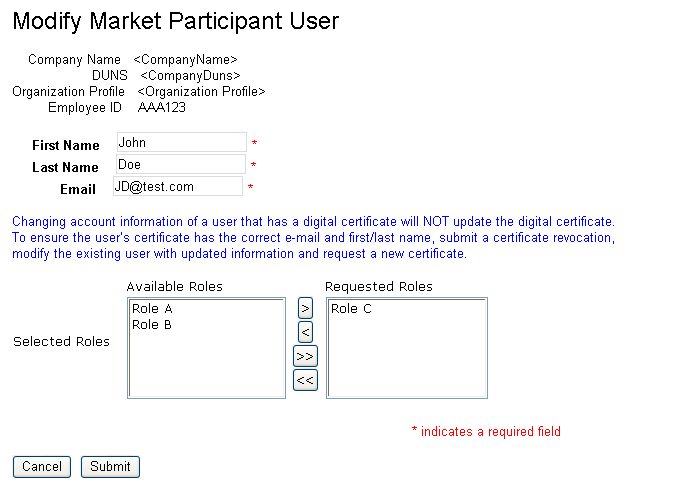 Modify Market Participant User
Company Name <CompanyName>
DUNS <CompanyDuns>
Organization Profile <Organization Profile>
Employee ID AAA123
First Name John *
Last Name Doe *
Email JD@test.com *
Changing account information of a user that has a digital certificate will NOT update the digital certificate.
To ensure the user's certificate has the correct e-mail and first/last name, submit a certificate revocation,
modify the existing user with updated information and request a new certificate.
Available Roles Requested Roles
Role A > Role C
Role B
<
Selected Roles
>>
<<
* indicates a required field
Cancel Submit